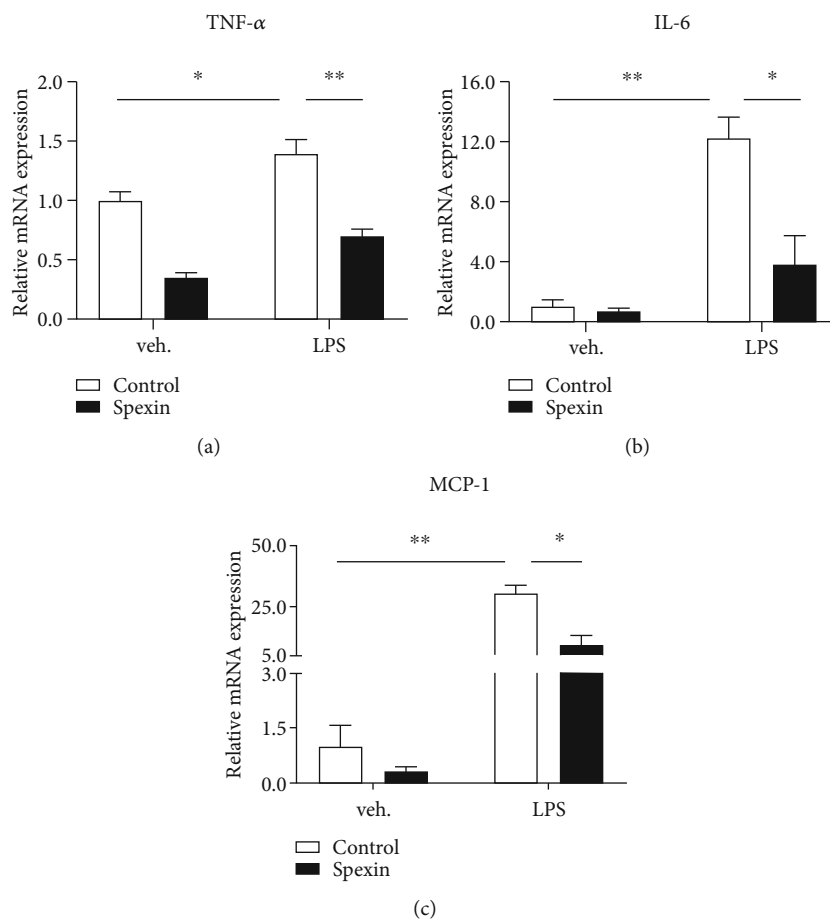 TNF-α
Relative mRNA expression
2.0
1.5
1.0
0.5
0.0
*
**
veh.
LPS
Control
Spexin
(a)
IL-6
Relative mRNA expression
16.0
12.0
8.0
4.0
0.0
**
*
veh.
LPS
Control
Spexin
(b)
MCP-1
Relative mRNA expression
50.0
25.0
5.0
3.0
1.5
0.0
**
*
veh.
LPS
Control
Spexin
(c)